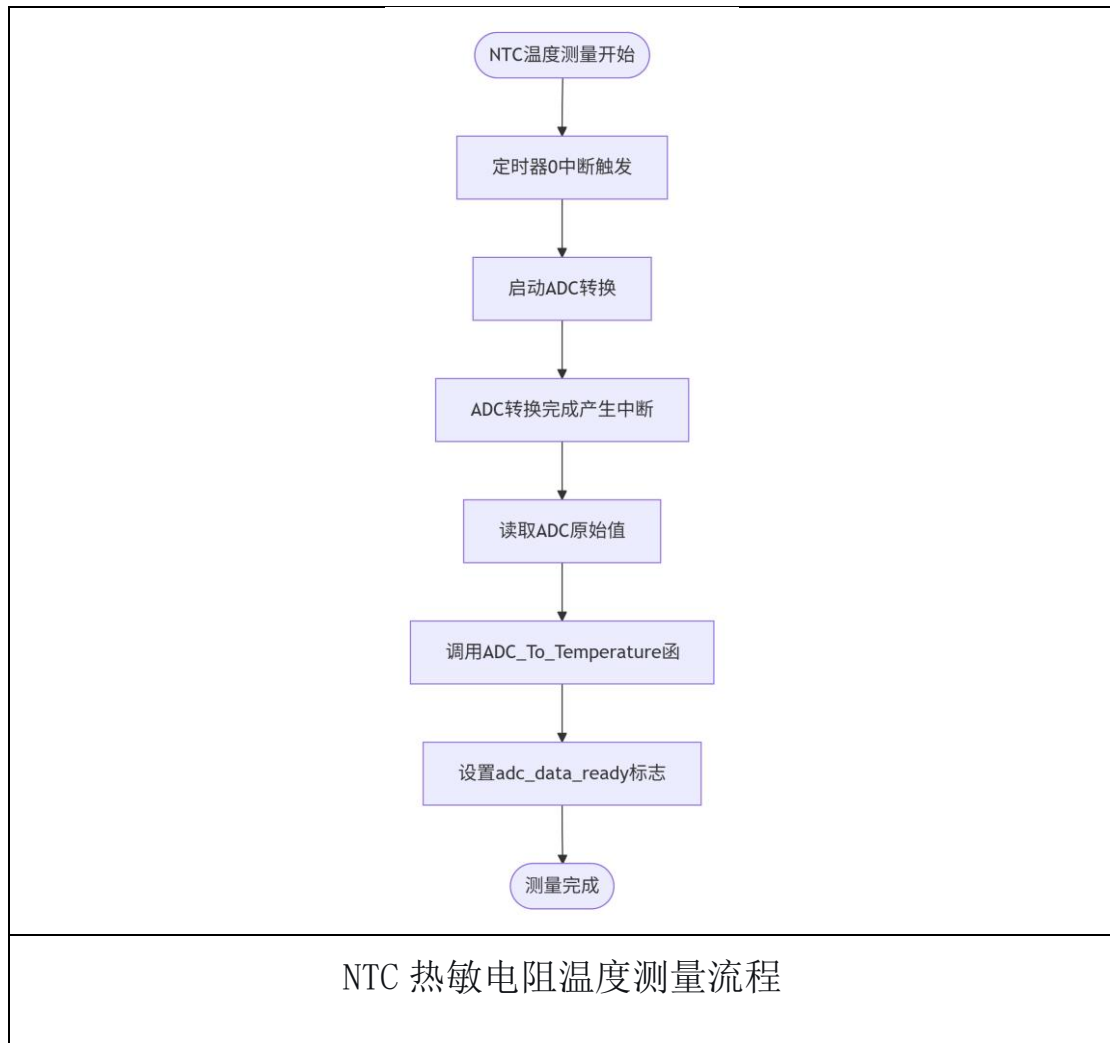 NTC温度测量开始
定时器0中断触发
启动ADC转换
ADC转换完成产生中断
读取ADC原始值
调用ADC_To_Temperature函
设置adc_data_ready标志
测量完成
NTC 热敏电阻温度测量流程